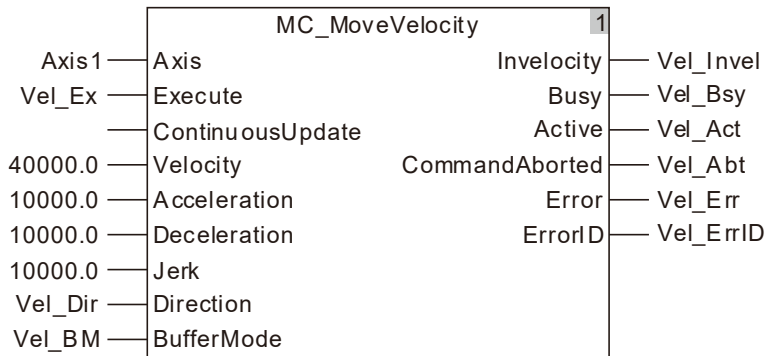 MC_MoveVelocity 1
Axis1 Axis Invelocity Vel_Invel
Vel_Ex Execute Busy Vel_Bsy
ContinuousUpdate Active Vel_Act
40000.0 Velocity CommandAborted Vel_Abt
10000.0 Acceleration Error Vel_Err
10000.0 Deceleration ErrorID Vel_ErrID
10000.0 Jerk
Vel_Dir Direction
Vel_BM BufferMode